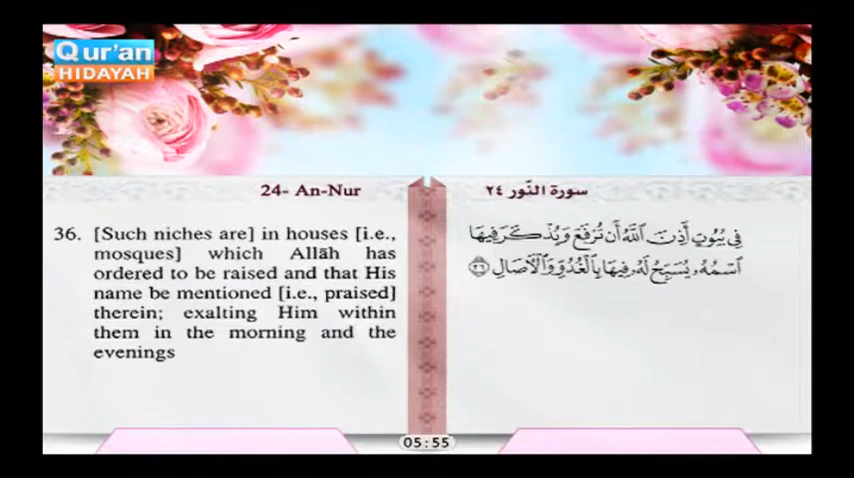 Qur'an
HIDAYAH
24- An-Nur
سورة النّور ٢٤
36. [Such niches are] in houses [i.e.,
mosques] which Allāh has
ordered to be raised and that His
name be mentioned [i.e., praised]
therein; exalting Him within
them in the morning and the
evenings
فِي بُيُوتٍ أَذِنَ ٱللَّهُ أَن تُرْفَعَ وَيُذْكَرَ فِيهَا
ٱسْمُهُۥ يُسَبِّحُ لَهُۥ فِيهَا بِٱلْغُدُوِّ وَٱلْءَاصَالِ ٣٦
05:55